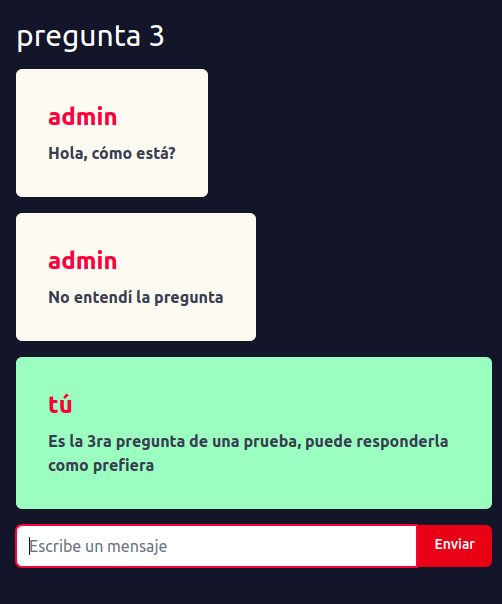 pregunta 3
admin
Hola, cómo está?
admin
No entendí la pregunta
tú
Es la 3ra pregunta de una prueba, puede responderla
como prefiera
Escribe un mensaje
Enviar